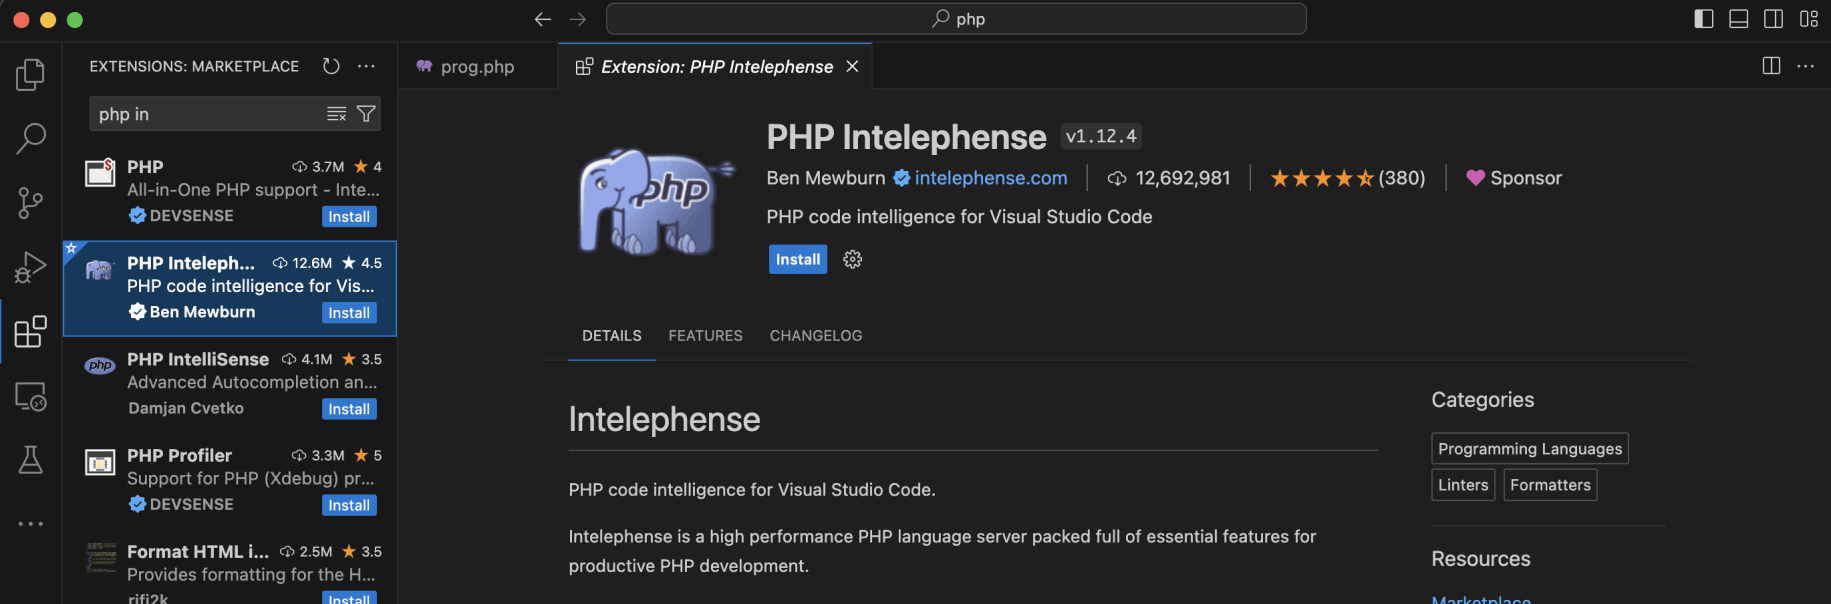 php
EXTENSIONS: MARKETPLACE
prog.php
Extension: PHP Intelephense
php in
PHP
3.7M
4
All-in-One PHP support - Inte...
DEVSENSE
Install
PHP Inteleph...
12.6M
4.5
PHP code intelligence for Vis...
Ben Mewburn
Install
PHP IntelliSense
4.1M
3.5
Advanced Autocompletion an...
Damjan Cvetko
Install
PHP Profiler
3.3M
5
Support for PHP (Xdebug) pr...
DEVSENSE
Install
Format HTML i...
2.5M
3.5
Provides formatting for the H...
rifi2k
Install
php
php
PHP Intelephense
v1.12.4
Ben Mewburn
intelephense.com
12,692,981
(380)
Sponsor
PHP code intelligence for Visual Studio Code
Install
DETAILS
FEATURES
CHANGELOG
Intelephense
PHP code intelligence for Visual Studio Code.
Intelephense is a high performance PHP language server packed full of essential features for
productive PHP development.
Categories
Programming Languages
Linters
Formatters
Resources
Marketplace